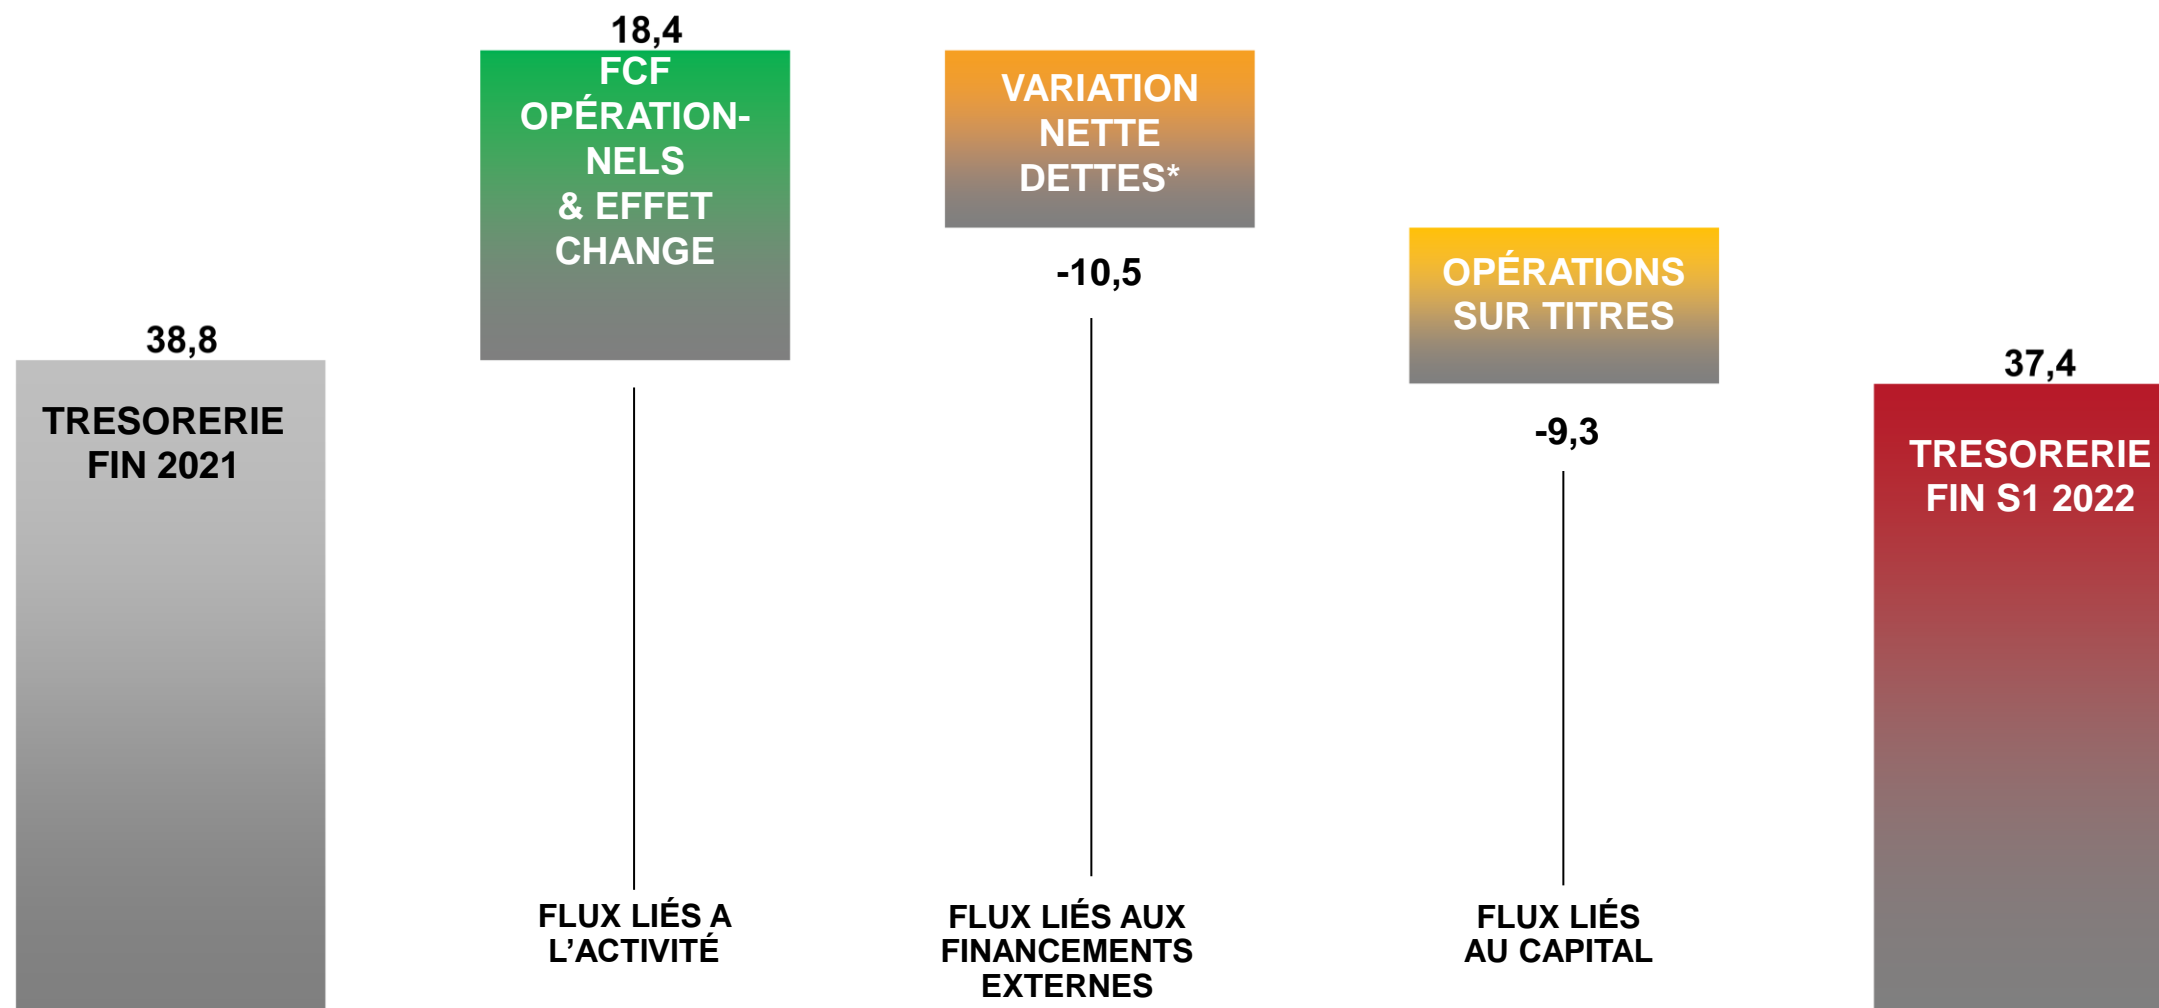 38,8
TRESORERIE
FIN 2021
18,4
FCF
OPÉRATION-
NELS
& EFFET
CHANGE
FLUX LIÉS A
L’ACTIVITÉ
VARIATION
NETTE
DETTES*
-10,5
FLUX LIÉS AUX
FINANCEMENTS
EXTERNES
OPÉRATIONS
SUR TITRES
-9,3
FLUX LIÉS
AU CAPITAL
37,4
TRESORERIE
FIN S1 2022